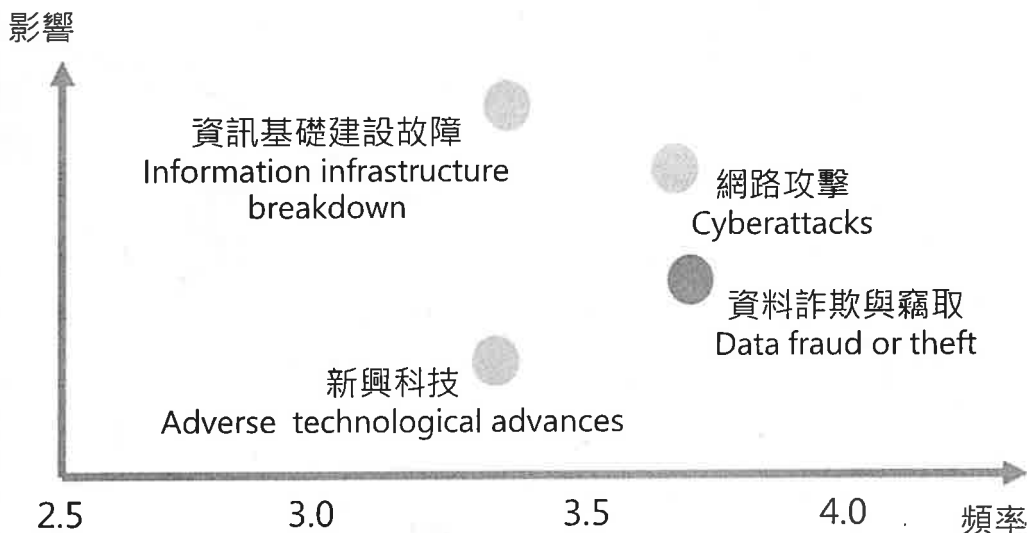 影響
資訊基礎建設故障
Information infrastructure
breakdown
網路攻擊
Cyberattacks
資料詐欺與竊取
Data fraud or theft
新興科技
Adverse technological advances
2.5 3.0 3.5 4.0 頻率